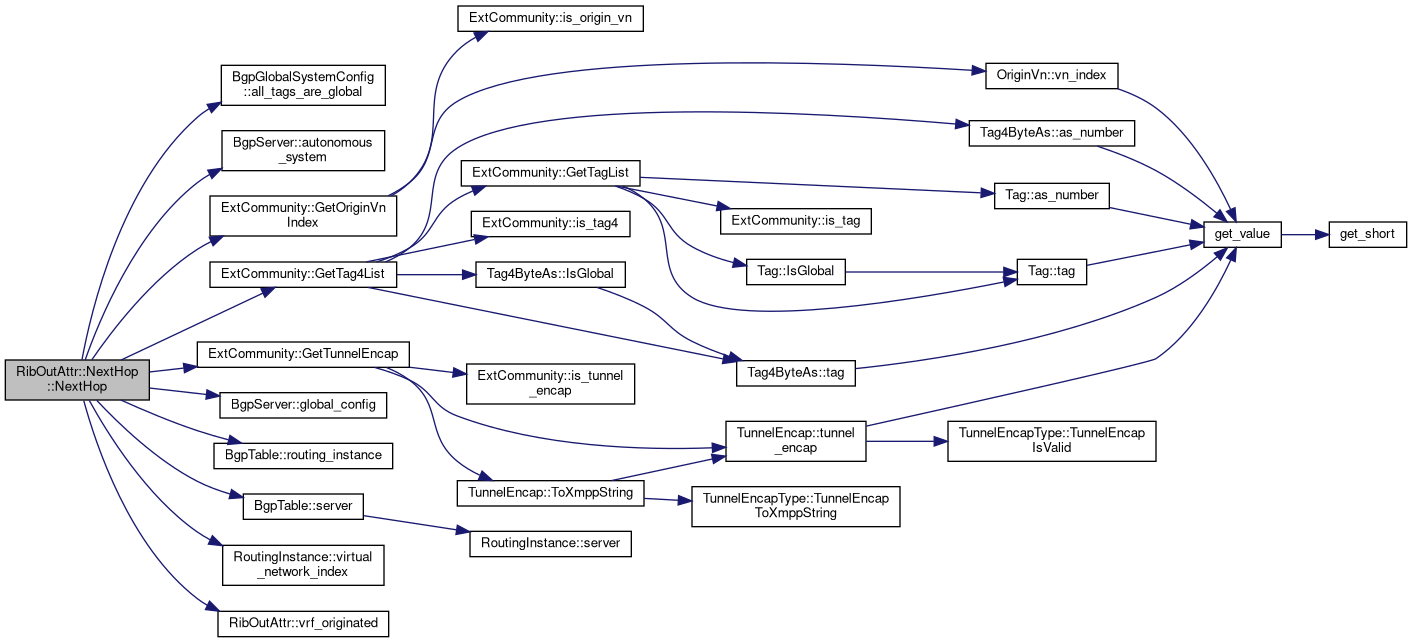 ExtCommunity::is_origin_vn
BgpGlobalSystemConfig
::all_tags_are_global
OriginVn::vn_index
BgpServer::autonomous
_system
Tag4ByteAs::as_number
ExtCommunity::GetTagList
ExtCommunity::GetOriginVn
Index
Tag::as_number
ExtCommunity::is_tag4
ExtCommunity::is_tag
get_value
get_short
ExtCommunity::GetTag4List
Tag4ByteAs::IsGlobal
Tag::IsGlobal
Tag::tag
RibOutAttr::NextHop
::NextHop
ExtCommunity::GetTunnelEncap
ExtCommunity::is_tunnel
_encap
Tag4ByteAs::tag
BgpServer::global_config
BgpTable::routing_instance
TunnelEncap::tunnel
_encap
TunnelEncapType::TunnelEncap
IsValid
TunnelEncap::ToXmppString
TunnelEncapType::TunnelEncap
ToXmppString
BgpTable::server
RoutingInstance::server
RoutingInstance::virtual
_network_index
RibOutAttr::vrf_originated